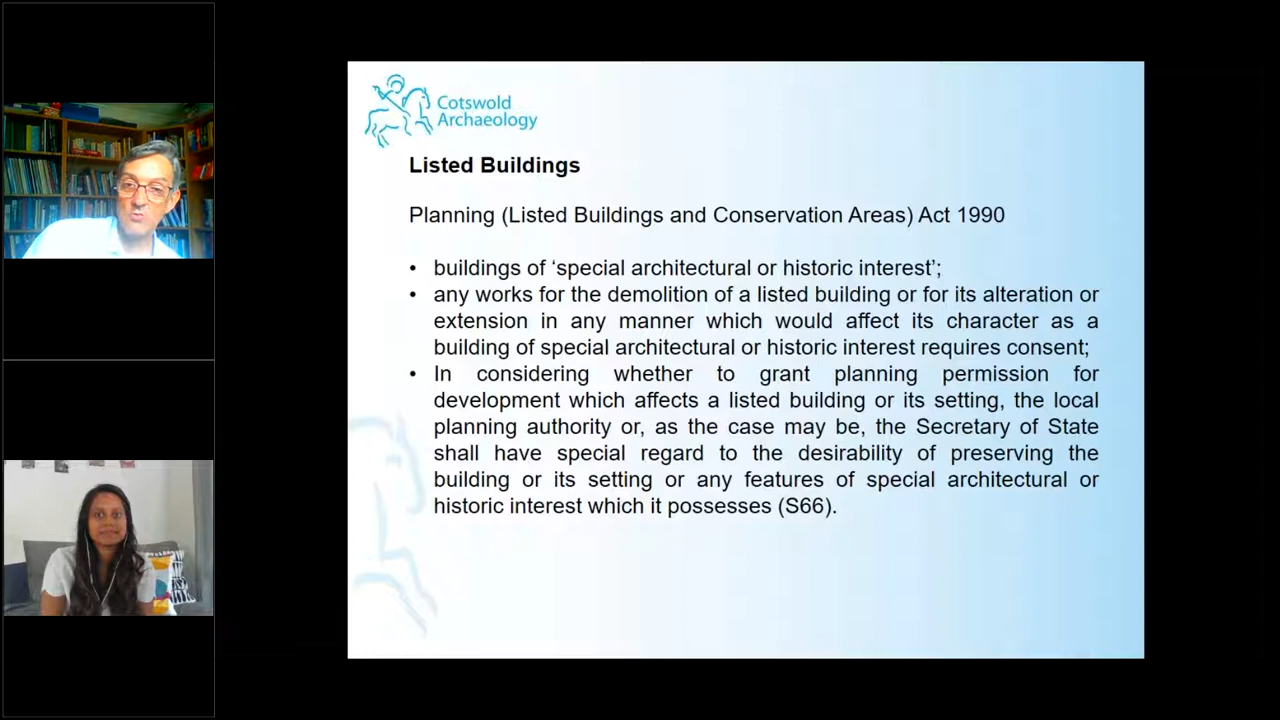 Cotswold
Archaeology
Listed Buildings
Planning (Listed Buildings and Conservation Areas) Act 1990
• buildings of ‘special architectural or historic interest’;
• any works for the demolition of a listed building or for its alteration or
extension in any manner which would affect its character as a
building of special architectural or historic interest requires consent;
• In considering whether to grant planning permission for
development which affects a listed building or its setting, the local
planning authority or, as the case may be, the Secretary of State
shall have special regard to the desirability of preserving the
building or its setting or any features of special architectural or
historic interest which it possesses (S66).